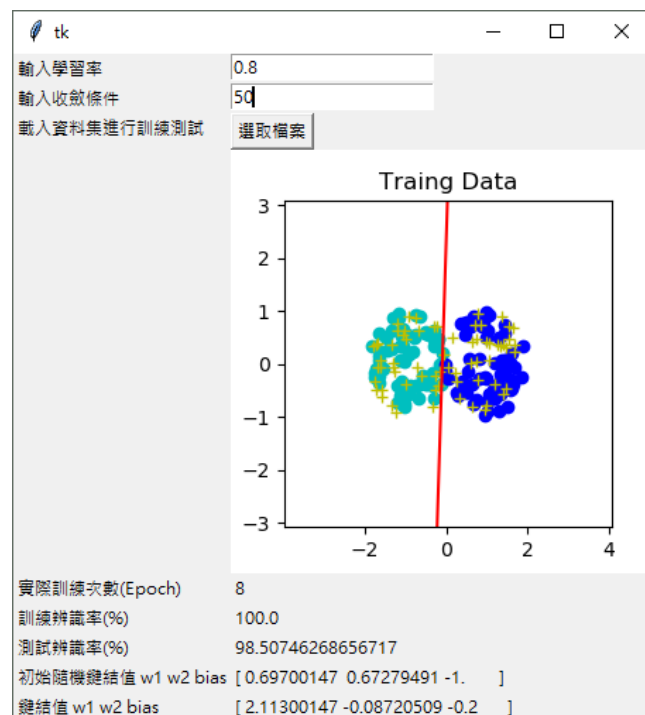 tk
輸入學習率 0.8
輸入收斂條件 50
載入資料集進行訓練測試 選取檔案
Traing Data
3
2
1
0
−1
−2
−3
−2 0 2 4
實際訓練次數(Epoch) 8
訓練辨識率(%) 100.0
測試辨識率(%) 98.50746268656717
初始隨機鍵結值 w1 w2 bias [ 0.69700147 0.67279491 -1. ]
鍵結值 w1 w2 bias [ 2.11300147 -0.08720509 -0.2 ]